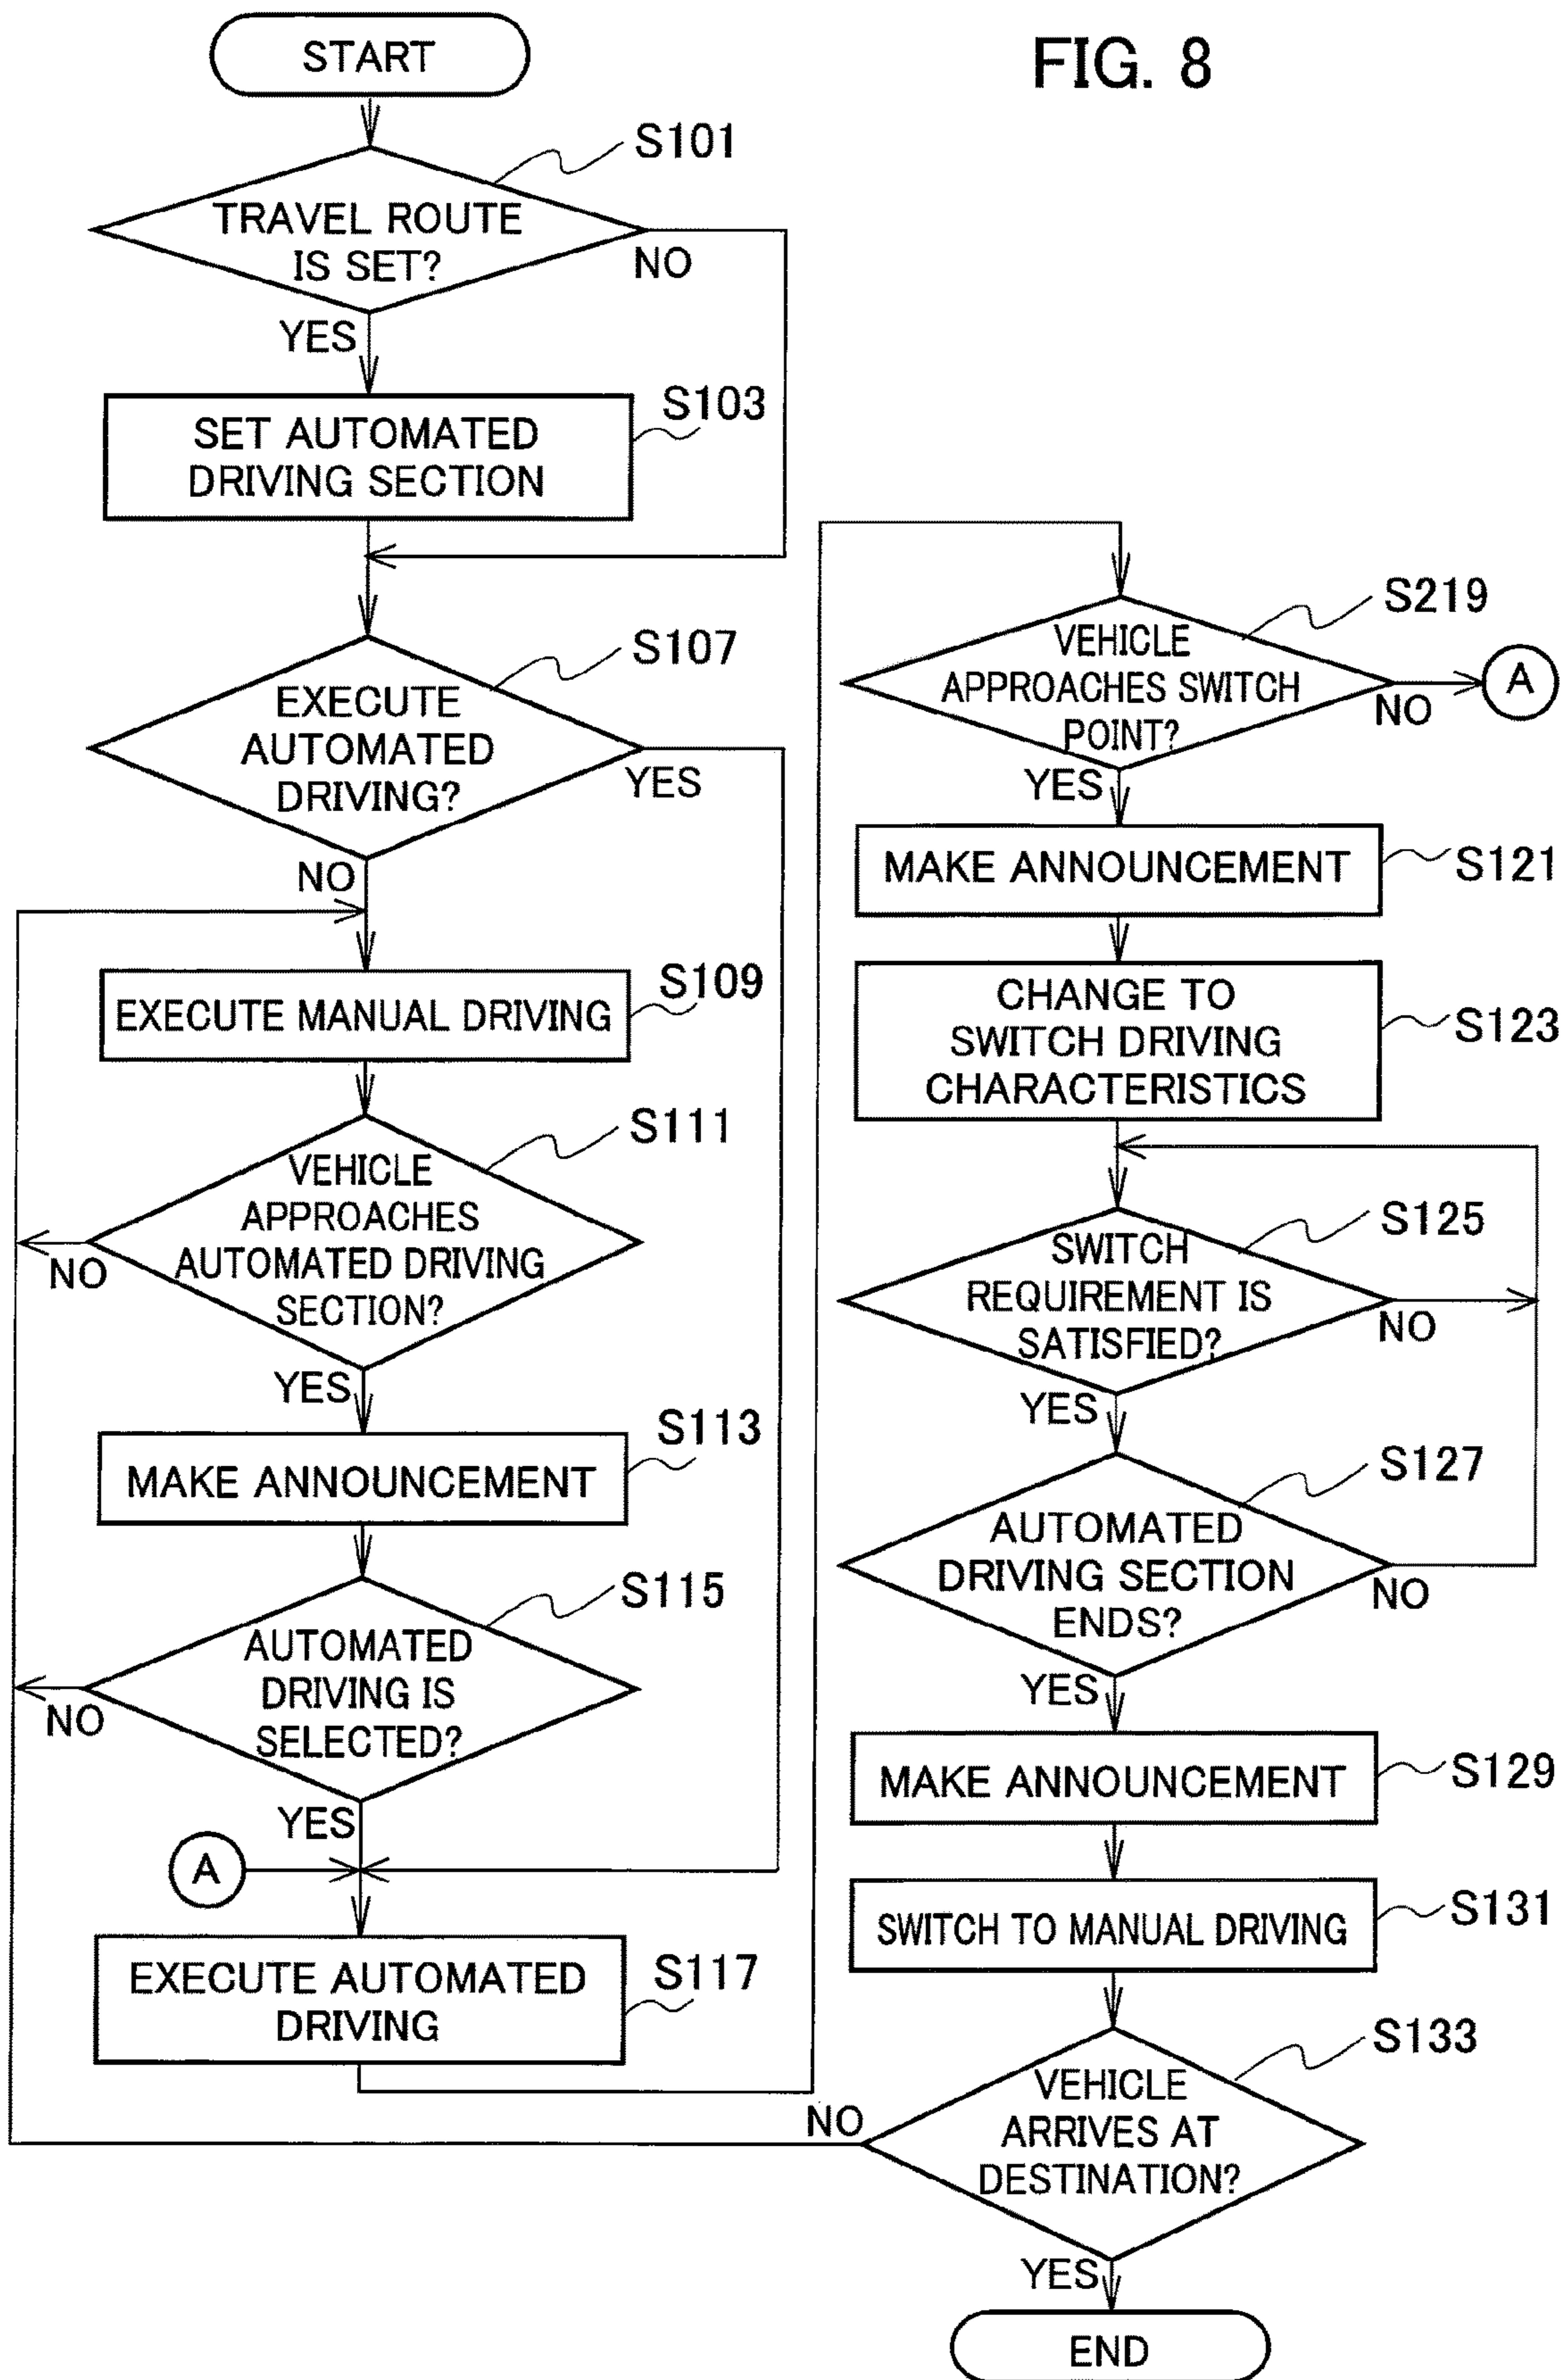 FIG. 8
START
S101
TRAVEL ROUTE
IS SET?
NO
YES
S103
SET AUTOMATED
DRIVING SECTION
S107
EXECUTE
AUTOMATED
DRIVING?
YES
NO
S109
EXECUTE MANUAL DRIVING
S111
VEHICLE
APPROACHES
AUTOMATED DRIVING
SECTION?
NO
YES
S113
MAKE ANNOUNCEMENT
S115
AUTOMATED
DRIVING IS
SELECTED?
NO
YES
A
S117
EXECUTE AUTOMATED
DRIVING
S219
VEHICLE
APPROACHES SWITCH
POINT?
NO
A
YES
MAKE ANNOUNCEMENT
S121
CHANGE TO
SWITCH DRIVING
CHARACTERISTICS
S123
S125
SWITCH
REQUIREMENT IS
SATISFIED?
NO
YES
S127
AUTOMATED
DRIVING SECTION
ENDS?
NO
YES
MAKE ANNOUNCEMENT
S129
SWITCH TO MANUAL DRIVING
S131
S133
VEHICLE
ARRIVES AT
DESTINATION?
NO
YES
END